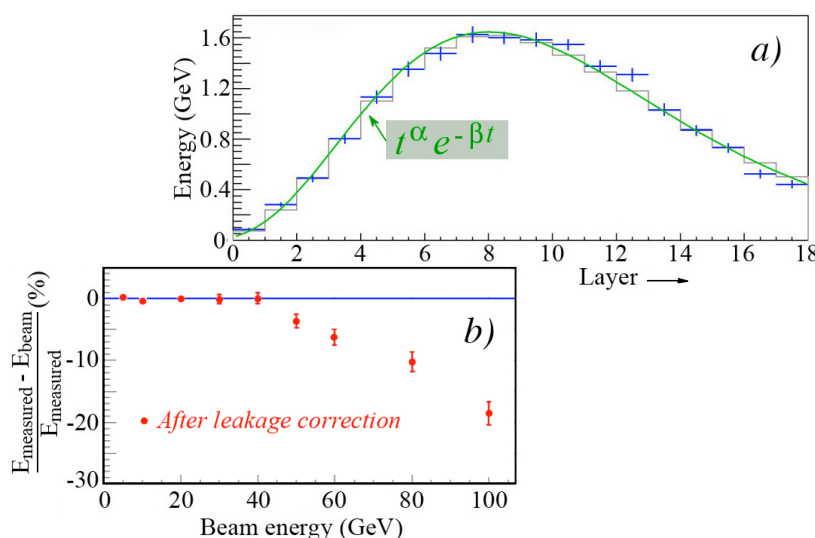 1.6
1.2
0.8
0.4
0
Energy (GeV)
a)
t^α e^-βt
0 2 4 6 8 10 12 14 16 18
Layer
b)
0
-10
-20
-30
E_measured - E_beam (%)
E_measured
After leakage correction
0 20 40 60 80 100
Beam energy (GeV)